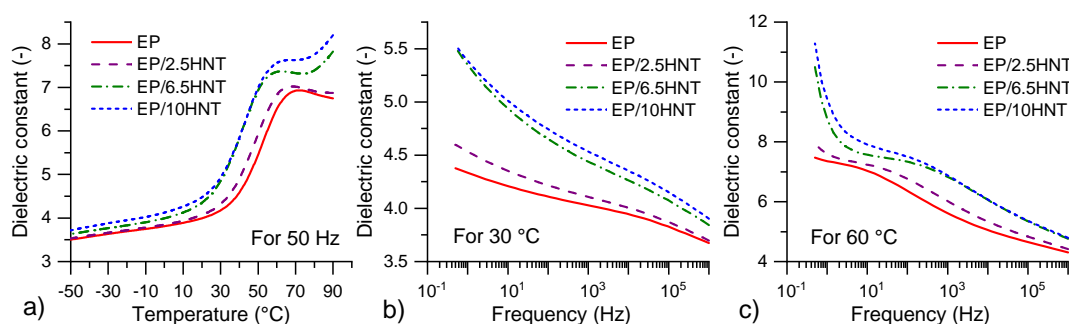 Dielectric constant (-)
8
7
6
5
4
3
EP
EP/2.5HNT
EP/6.5HNT
EP/10HNT
For 50 Hz
-50 -30 -10 10 30 50 70 90
Temperature (°C)
a)
Dielectric constant (-)
5.5
5.0
4.5
4.0
3.5
EP
EP/2.5HNT
EP/6.5HNT
EP/10HNT
For 30 °C
10-1 101 103 105
Frequency (Hz)
b)
Dielectric constant (-)
12
10
8
6
4
EP
EP/2.5HNT
EP/6.5HNT
EP/10HNT
For 60 °C
10-1 101 103 105
Frequency (Hz)
c)